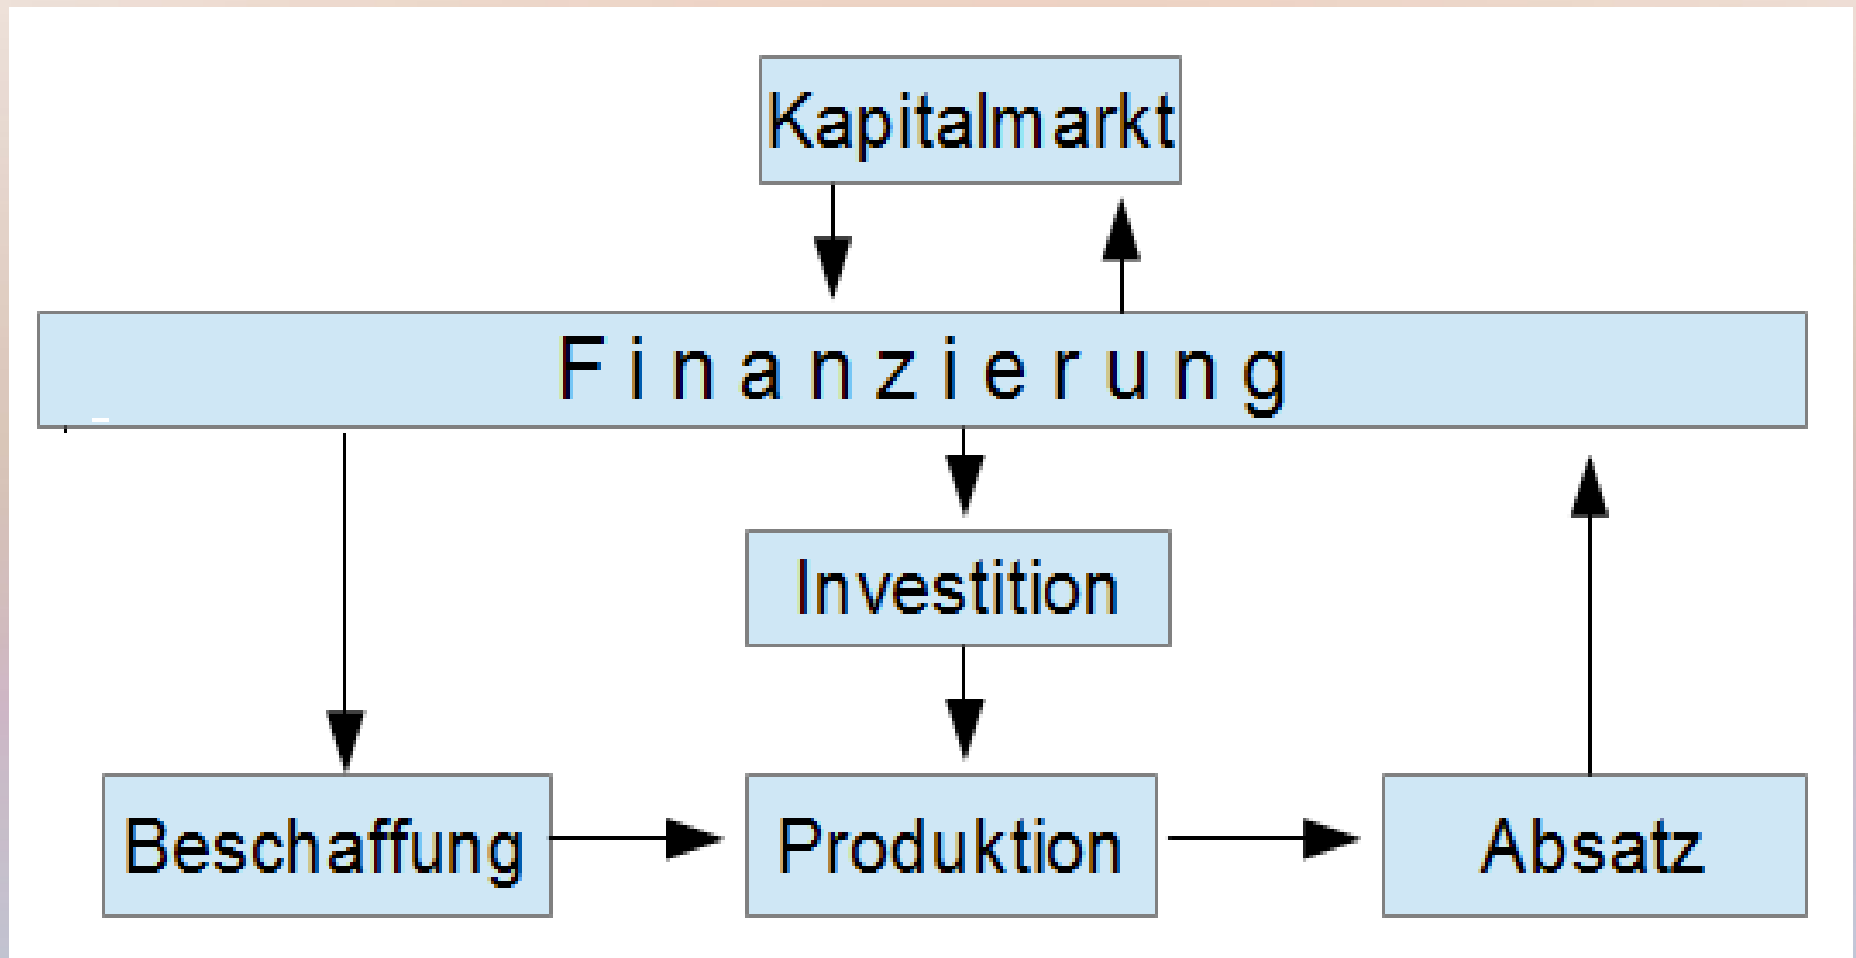 Kapitalmarkt
Finanzierung
Investition
Beschaffung
Produktion
Absatz